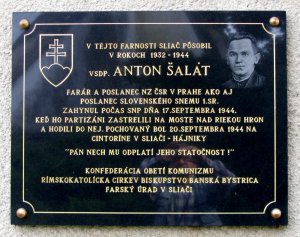 V TEJTO FARNOSTI SLIAČ PÔSOBIL
V ROKOCH 1932 - 1944
VSDP. ANTON ŠALÁT
FARÁR A POSLANEC NZ ČSR V PRAHE AKO AJ
POSLANEC SLOVENSKÉHO SNEMU 1.SR.
ZAHYNUL POČAS SNP DŇA 17.SEPTEMBRA 1944.
KEĎ HO PARTIZÁNI ZASTRELILI NA MOSTE NAD RIEKOU HRON
A HODILI DO NEJ. POCHOVANÝ BOL 20.SEPTEMBRA 1944 NA
CINTORÍNE V SLIAČI - HÁJNIKY
"PÁN NECH MU ODPLATÍ JEHO STATOČNOSŤ !"
KONFEDERÁCIA OBETÍ KOMUNIZMU
RÍMSKOKATOLÍCKA CIRKEV BISKUPSTVO BANSKÁ BYSTRICA
FARSKÝ ÚRAD V SLIAČI